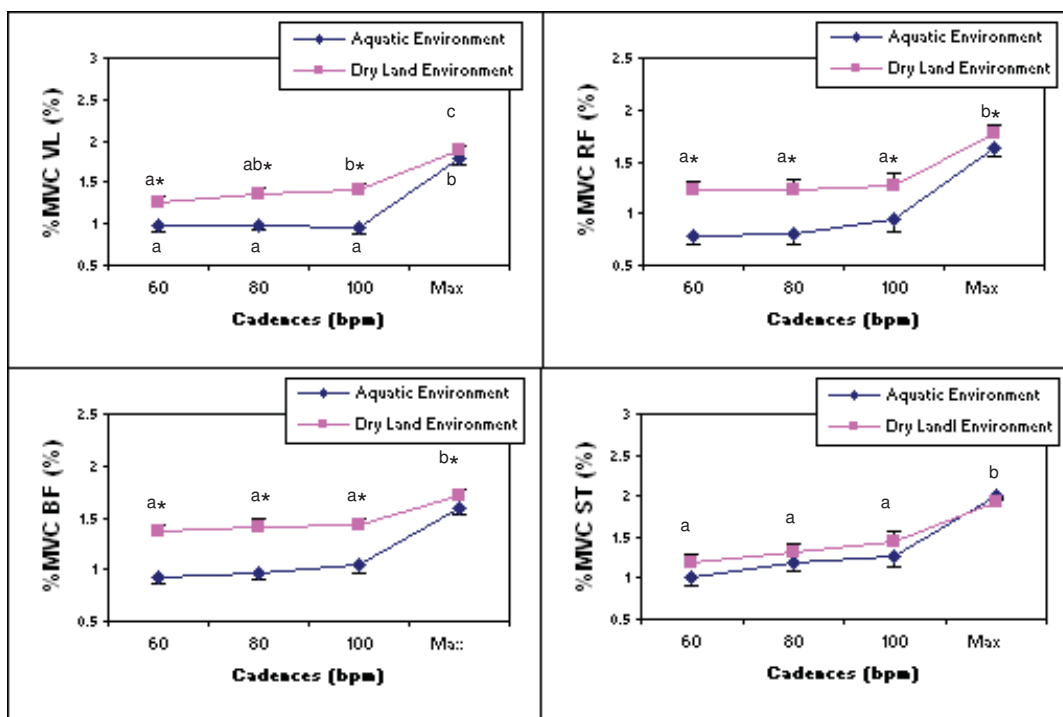 Aquatic Environment
Dry Land Environment
%MVC VL (%)
3
2.5
2
1.5
1
0.5
a*
ab*
b*
c
a
a
a
b
60
80
100
Max
Cadences (bpm)
Aquatic Environment
Dry Land Environment
%MVC RF (%)
2.5
2
1.5
1
0.5
a*
a*
a*
b*
60
80
100
Max
Cadences (bpm)
Aquatic Environment
Dry Land Environment
%MVC BF (%)
2.5
2
1.5
1
0.5
a*
a*
a*
b*
60
80
100
Ma::
Cadences (bpm)
Aquatic Environment
Dry Landl Environment
%MVC ST (%)
3
2.5
2
1.5
1
0.5
a
a
a
b
60
80
100
Max
Cadences (bpm)